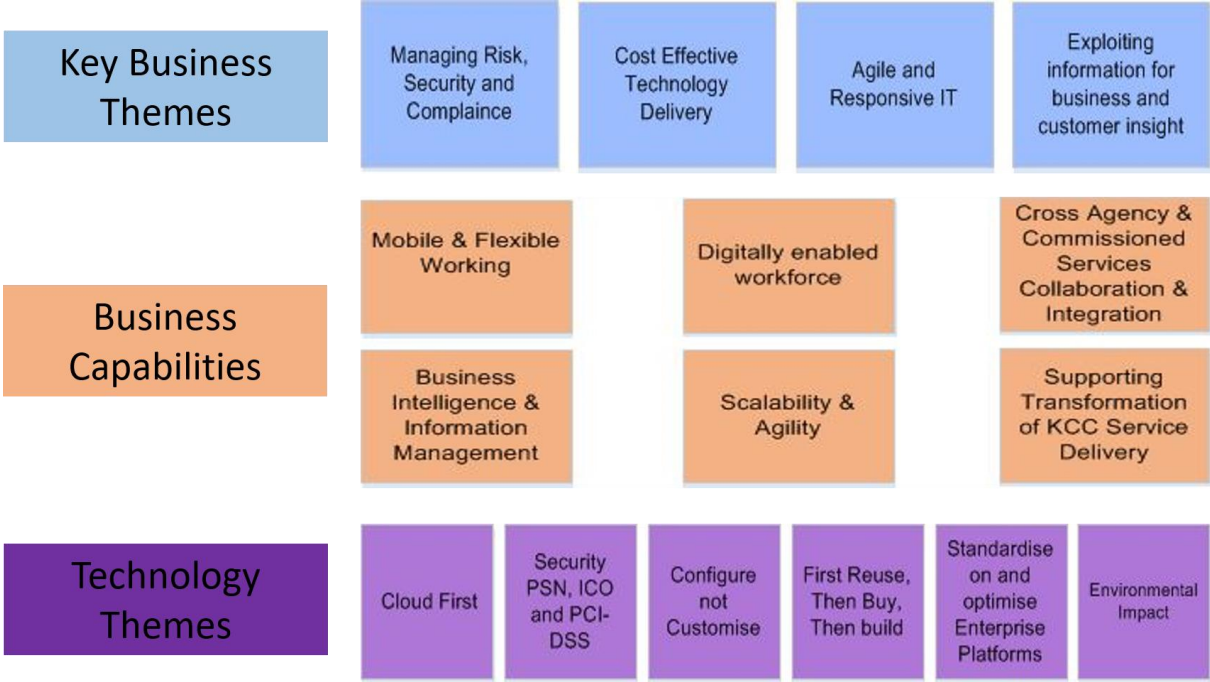 Key Business
Themes
Managing Risk,
Security and
Complaince
Cost Effective
Technology
Delivery
Agile and
Responsive IT
Exploiting
information for
business and
customer insight
Business
Capabilities
Mobile & Flexible
Working
Digitally enabled
workforce
Cross Agency &
Commissioned
Services
Collaboration &
Integration
Business
Intelligence &
Information
Management
Scalability &
Agility
Supporting
Transformation
of KCC Service
Delivery
Technology
Themes
Cloud First
Security
PSN, ICO
and PCI-
DSS
Configure
not
Customise
First Reuse,
Then Buy,
Then build
Standardise
on and
optimise
Enterprise
Platforms
Environmental
Impact